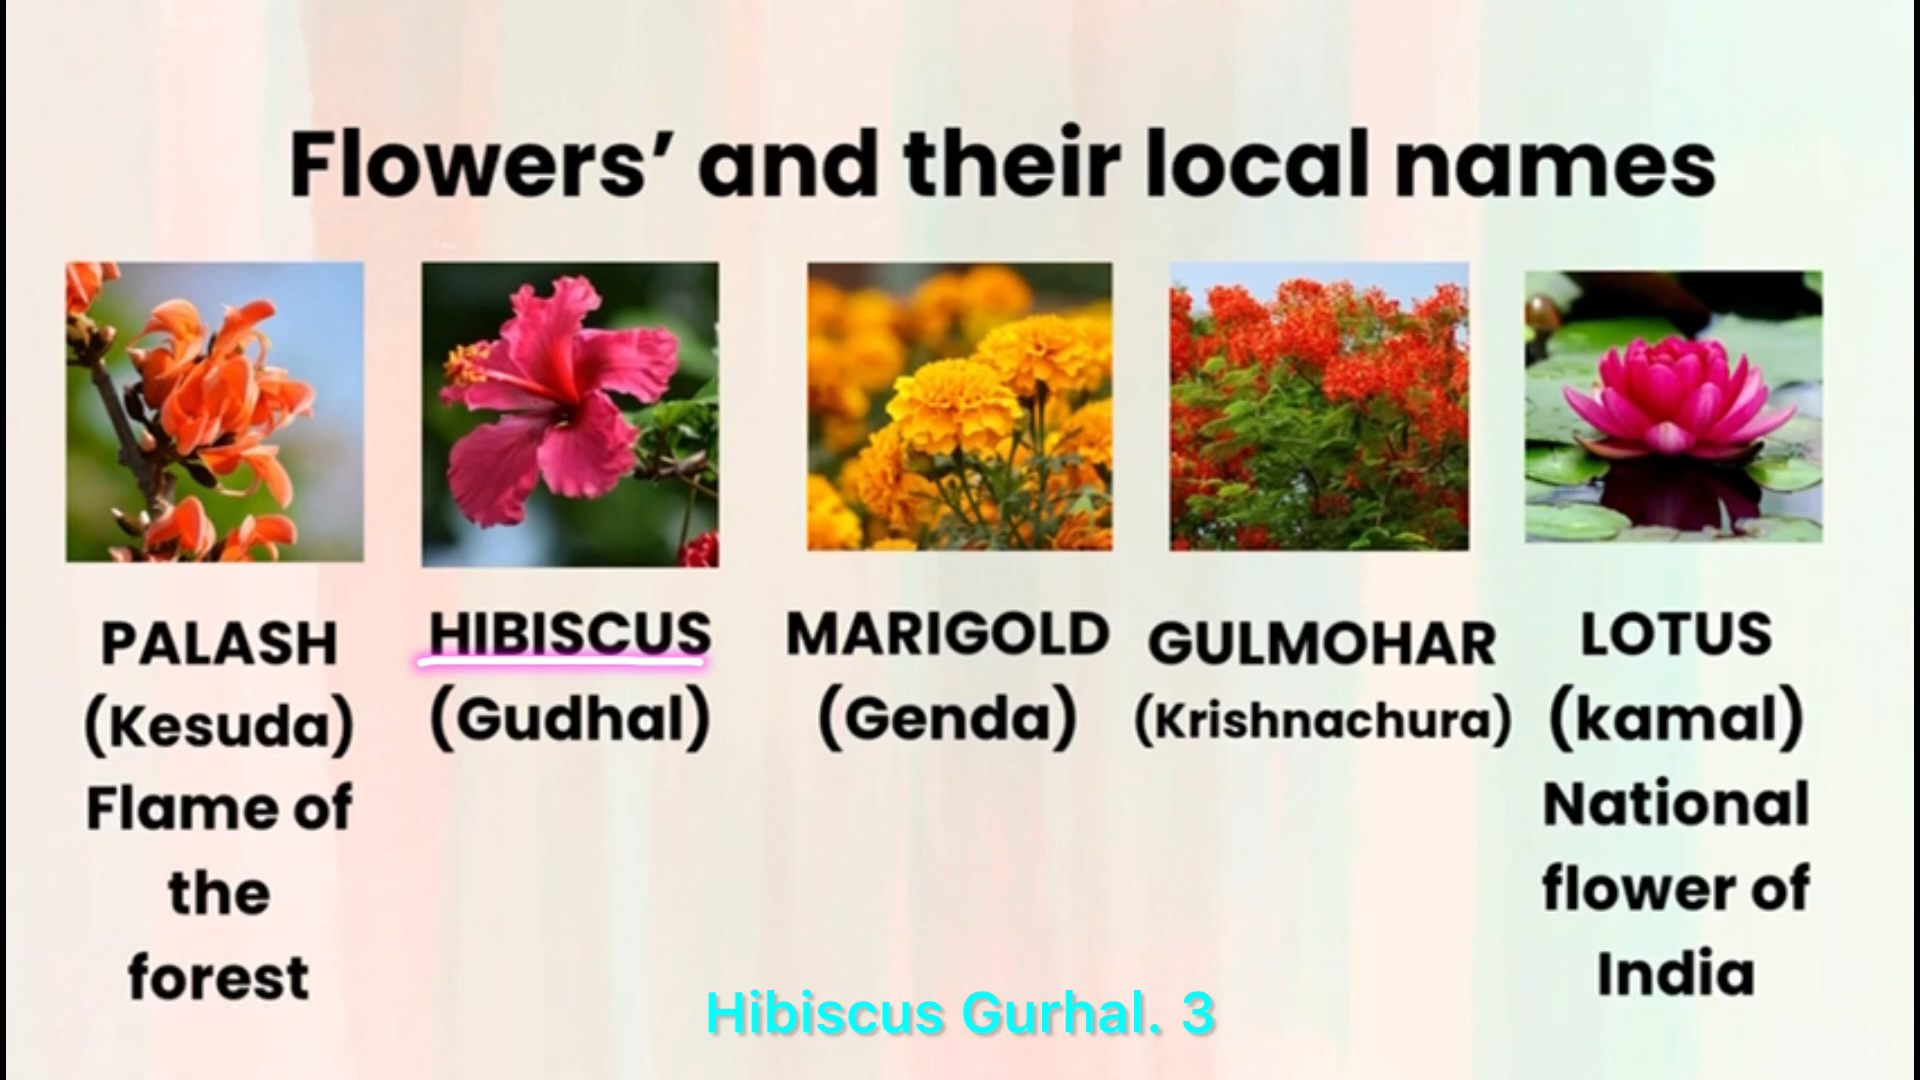 Flowers’ and their local names
PALASH
(Kesuda)
Flame of
the
forest
HIBISCUS
(Gudhal)
MARIGOLD
(Genda)
GULMOHAR
(Krishnachura)
LOTUS
(kamal)
National
flower of
India
Hibiscus Gurhal. 3